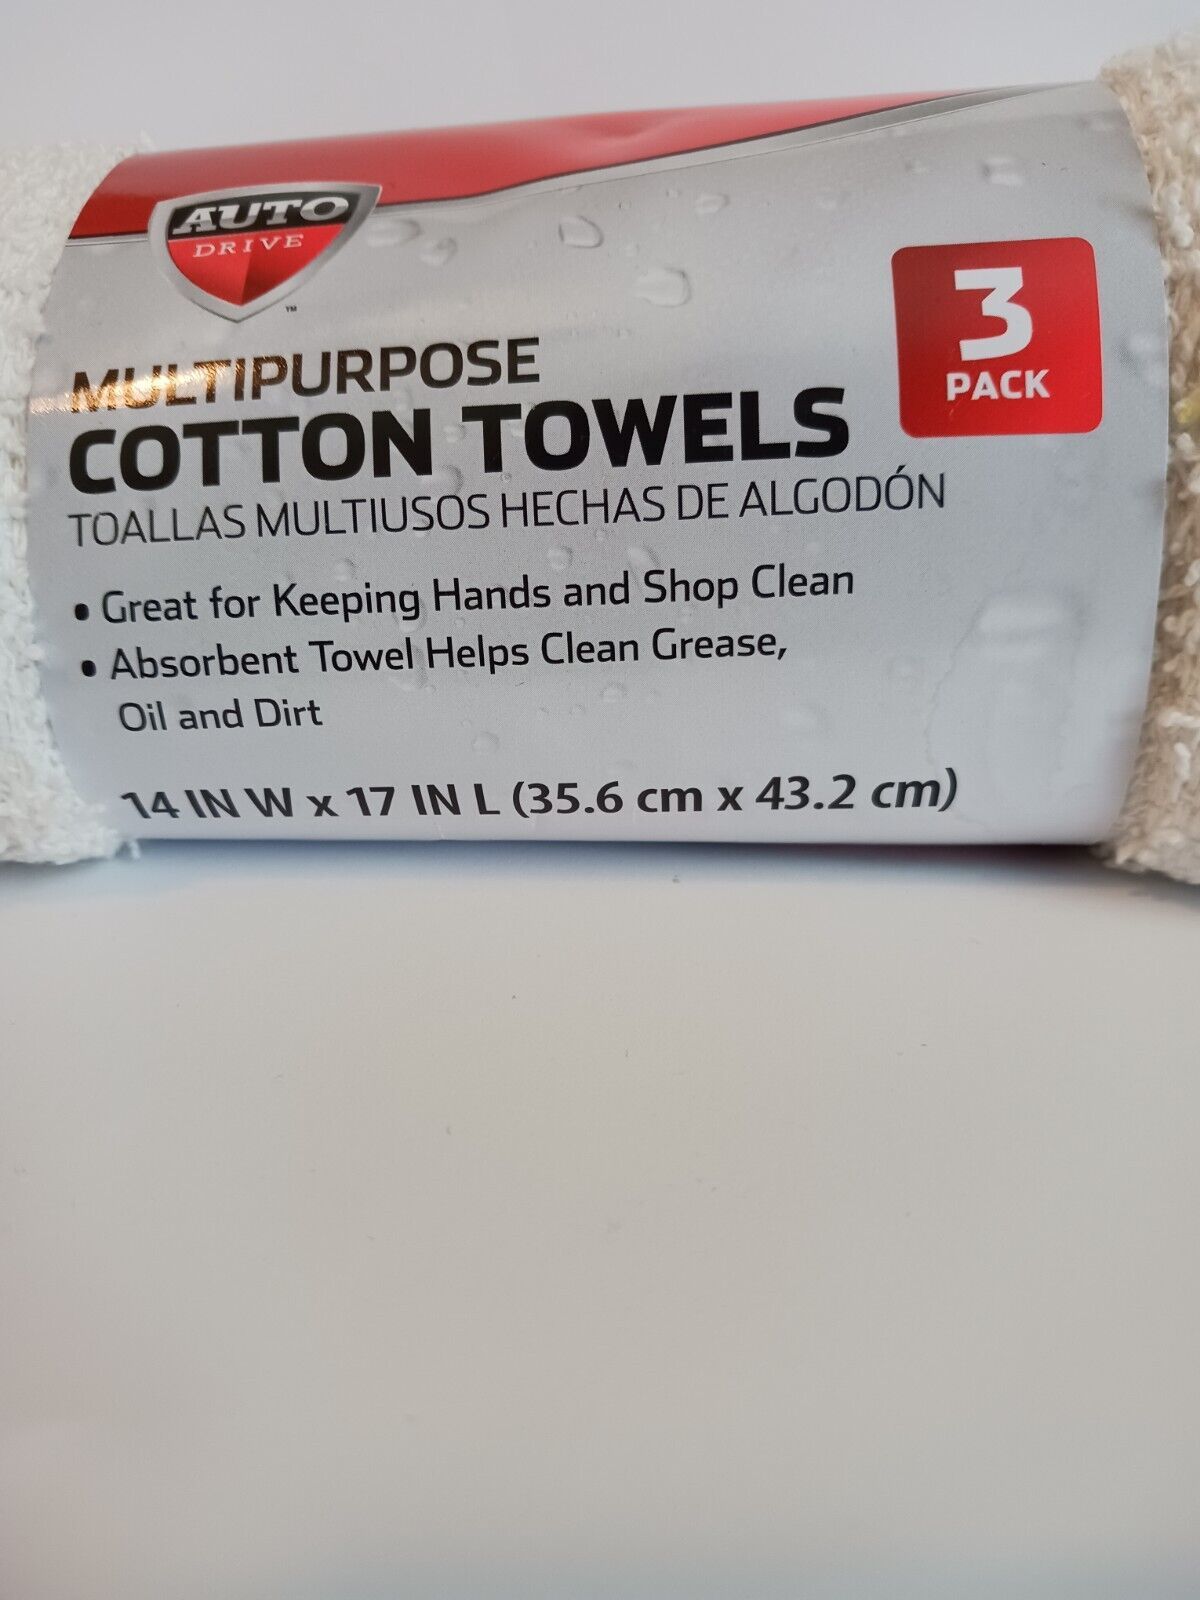 AUTO
DRIVE
™
3
PACK
MULTIPURPOSE
COTTON TOWELS
TOALLAS MULTIUSOS HECHAS DE ALGODÓN
• Great for Keeping Hands and Shop Clean
• Absorbent Towel Helps Clean Grease,
Oil and Dirt
14 IN W x 17 IN L (35.6 cm x 43.2 cm)